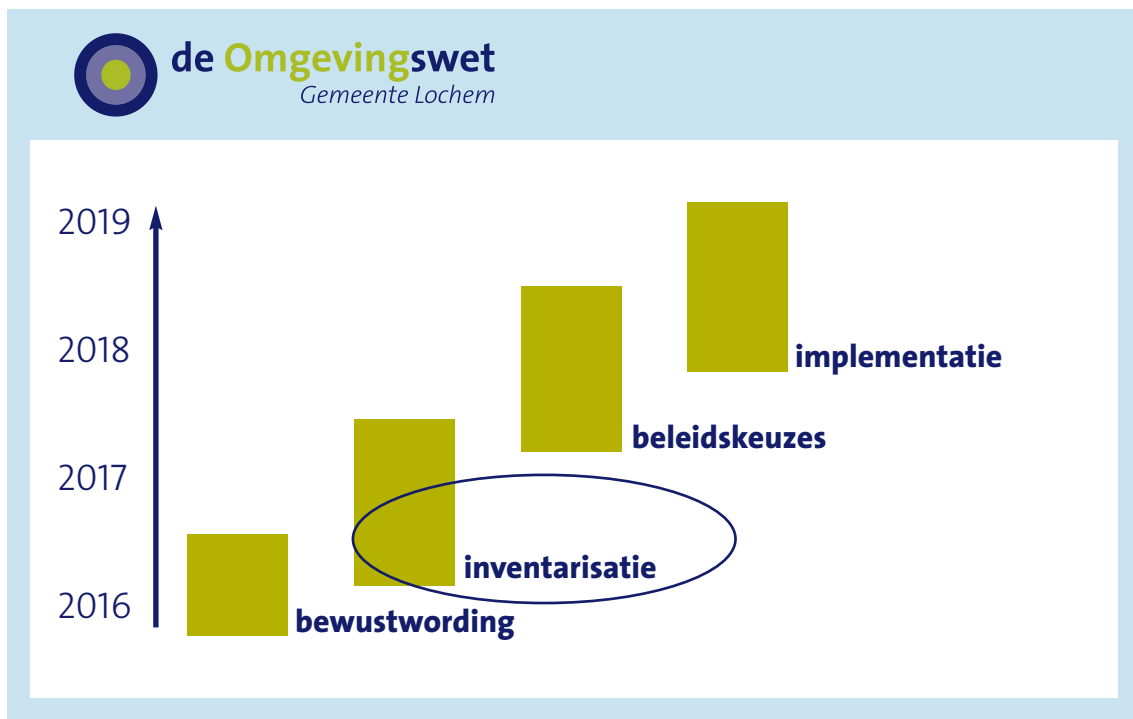 de Omgevingswet
Gemeente Lochem
2019
2018
implementatie
beleidskeuzes
2017
inventarisatie
2016
bewustwording